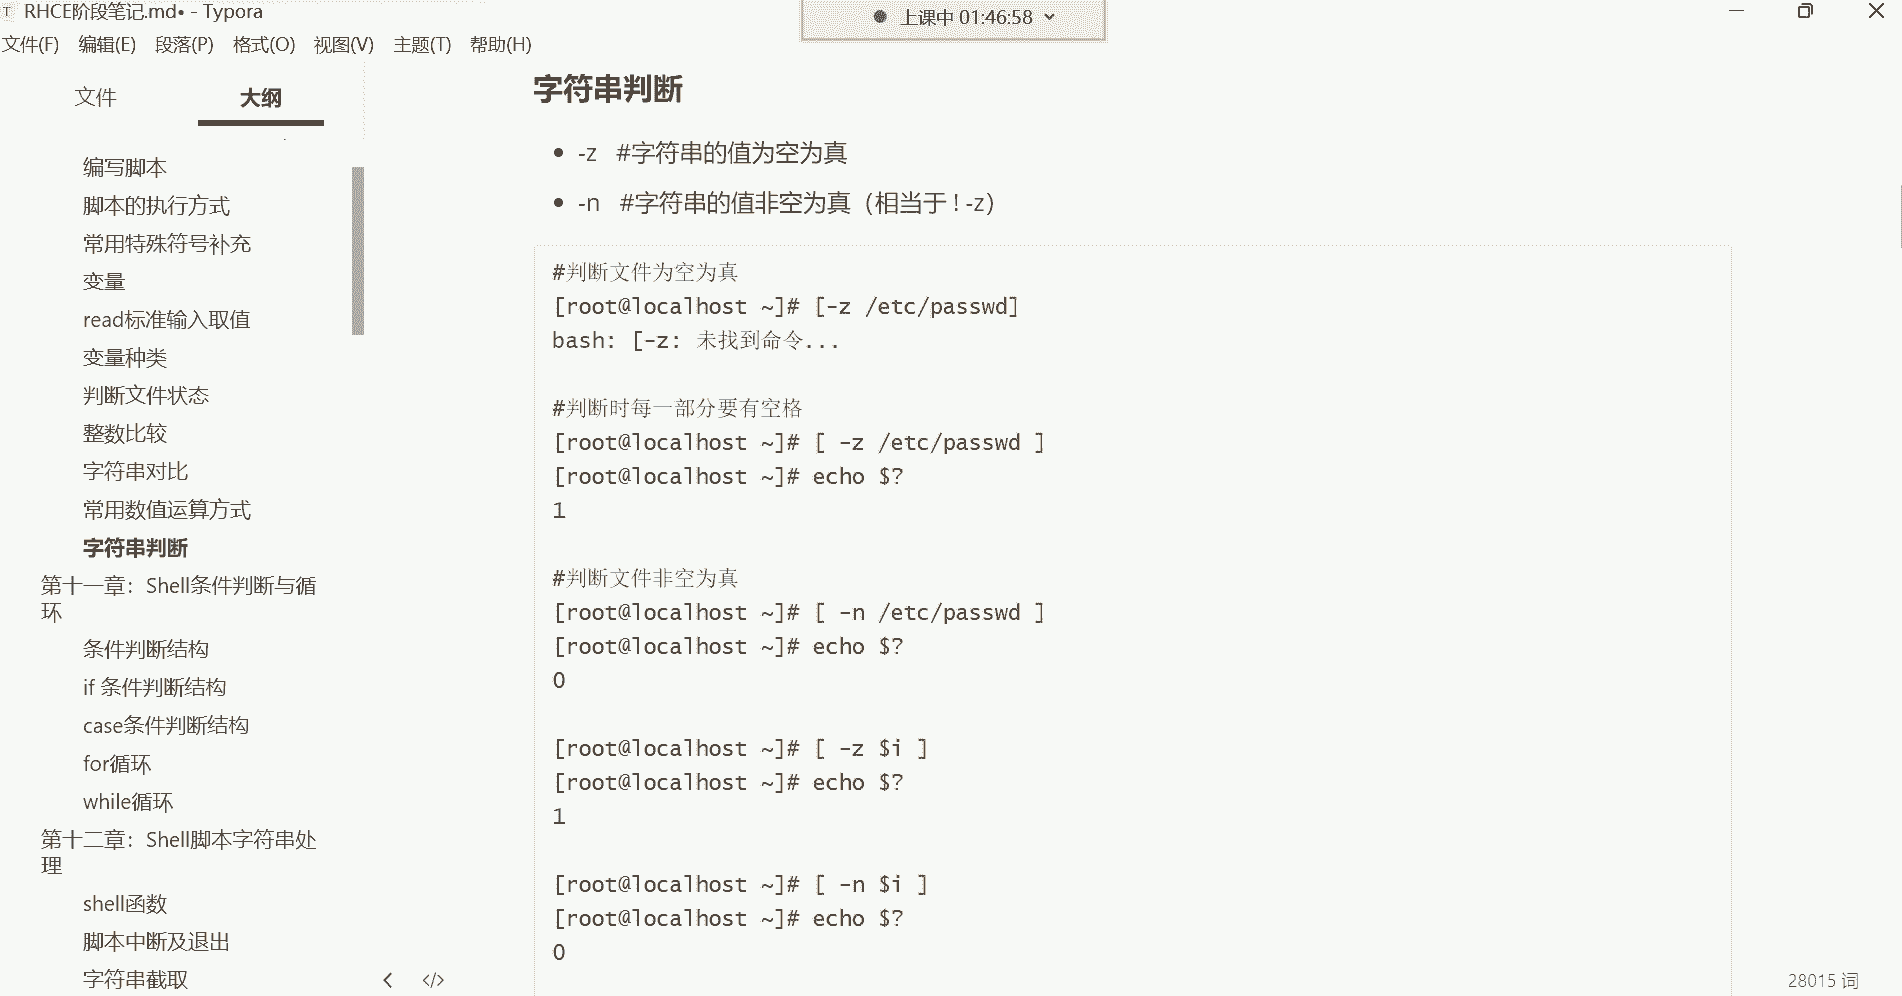 RHCE阶段笔记.md• - Typora
上课中 01:46:58
文件(F) 编辑(E) 段落(P) 格式(O) 视图(V) 主题(T) 帮助(H)
文件 大纲
编写脚本
脚本的执行方式
常用特殊符号补充
变量
read标准输入取值
变量种类
判断文件状态
整数比较
字符串对比
常用数值运算方式
字符串判断
第十一章：Shell条件判断与循
环
条件判断结构
if 条件判断结构
case条件判断结构
for循环
while循环
第十二章：Shell脚本字符串处
理
shell函数
脚本中断及退出
字符串截取
字符串判断
-z #字符串的值为空为真
-n #字符串的值非空为真（相当于 ! -z）
#判断文件为空为真
[root@localhost ~]# [-z /etc/passwd]
bash: [-z: 未找到命令...
#判断时每一部分要有空格
[root@localhost ~]# [ -z /etc/passwd ]
[root@localhost ~]# echo $?
1
#判断文件非空为真
[root@localhost ~]# [ -n /etc/passwd ]
[root@localhost ~]# echo $?
0
[root@localhost ~]# [ -z $i ]
[root@localhost ~]# echo $?
1
[root@localhost ~]# [ -n $i ]
[root@localhost ~]# echo $?
0
28015 词